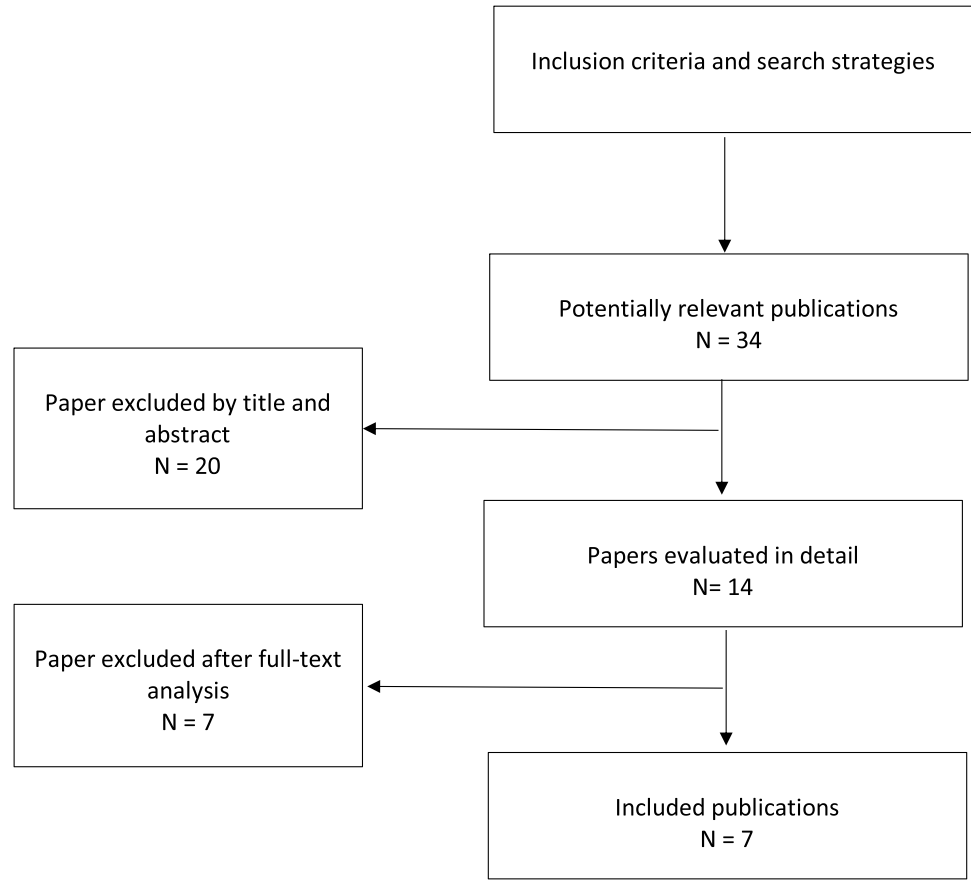 Inclusion criteria and search strategies
Potentially relevant publications
N = 34
Paper excluded by title and
abstract
N = 20
Papers evaluated in detail
N= 14
Paper excluded after full-text
analysis
N = 7
Included publications
N = 7